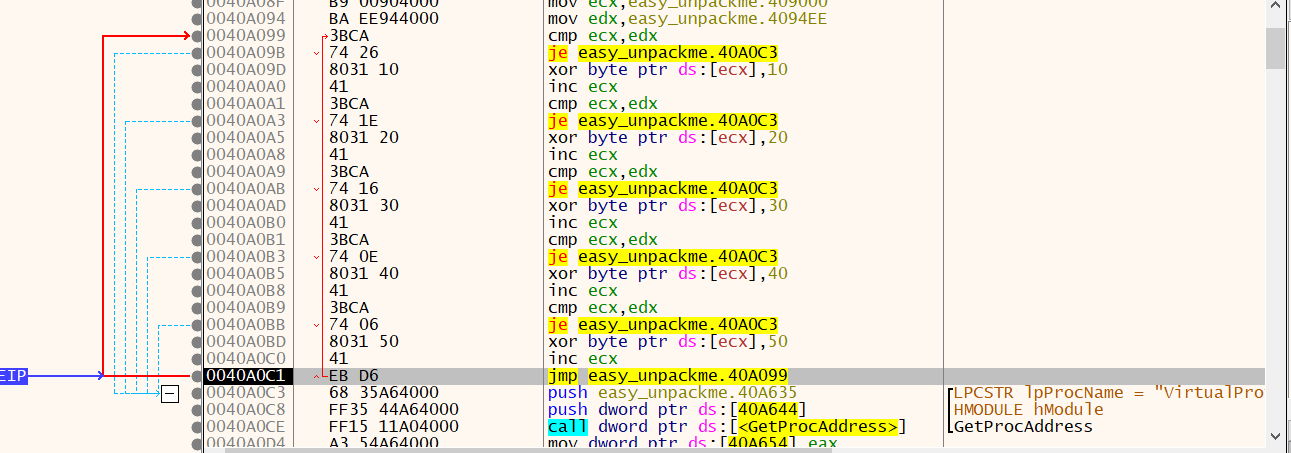 0040A08F B9 00904000 mov ecx,easy_unpackme.409000
0040A094 BA EE944000 mov edx,easy_unpackme.4094EE
0040A099 3BCA cmp ecx,edx
0040A09B 74 26 je easy_unpackme.40A0C3
0040A09D 8031 10 xor byte ptr ds:[ecx],10
0040A0A0 41 inc ecx
0040A0A1 3BCA cmp ecx,edx
0040A0A3 74 1E je easy_unpackme.40A0C3
0040A0A5 8031 20 xor byte ptr ds:[ecx],20
0040A0A8 41 inc ecx
0040A0A9 3BCA cmp ecx,edx
0040A0AB 74 16 je easy_unpackme.40A0C3
0040A0AD 8031 30 xor byte ptr ds:[ecx],30
0040A0B0 41 inc ecx
0040A0B1 3BCA cmp ecx,edx
0040A0B3 74 0E je easy_unpackme.40A0C3
0040A0B5 8031 40 xor byte ptr ds:[ecx],40
0040A0B8 41 inc ecx
0040A0B9 3BCA cmp ecx,edx
0040A0BB 74 06 je easy_unpackme.40A0C3
0040A0BD 8031 50 xor byte ptr ds:[ecx],50
0040A0C0 41 inc ecx
EIP 0040A0C1 EB D6 jmp easy_unpackme.40A099
0040A0C3 68 35A64000 push easy_unpackme.40A635 LPCSTR lpProcName = "VirtualPro
0040A0C8 FF35 44A64000 push dword ptr ds:[40A644] HMODULE hModule
0040A0CE FF15 11A04000 call dword ptr ds:[<GetProcAddress>] GetProcAddress
0040A0D4 A3 54A64000 mov dword ptr ds:[40A654],eax